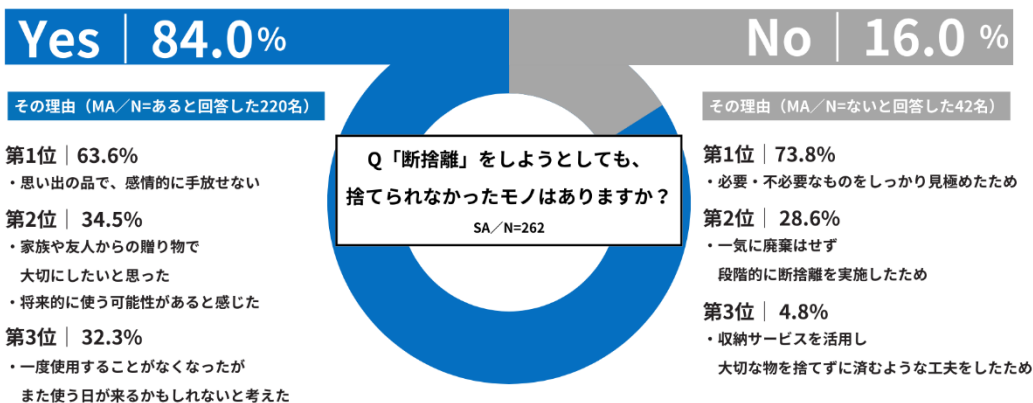 Yes｜84.0%
No｜16.0 %
その理由（MA／N=あると回答した220名）
第1位｜63.6%
・思い出の品で、感情的に手放せない
第2位｜34.5%
・家族や友人からの贈り物で
大切にしたいと思った
・将来的に使う可能性があると感じた
第3位｜32.3%
・一度使用することがなくなったが
また使う日が来るかもしれないと考えた
Q「断捨離」をしようとしても、
捨てられなかったモノはありますか？
SA／N=262
その理由（MA／N=ないと回答した42名）
第1位｜73.8%
・必要・不必要なものをしっかり見極めたため
第2位｜28.6%
・一気に廃棄はせず
段階的に断捨離を実施したため
第3位｜4.8%
・収納サービスを活用し
大切な物を捨てずに済むような工夫をしたため